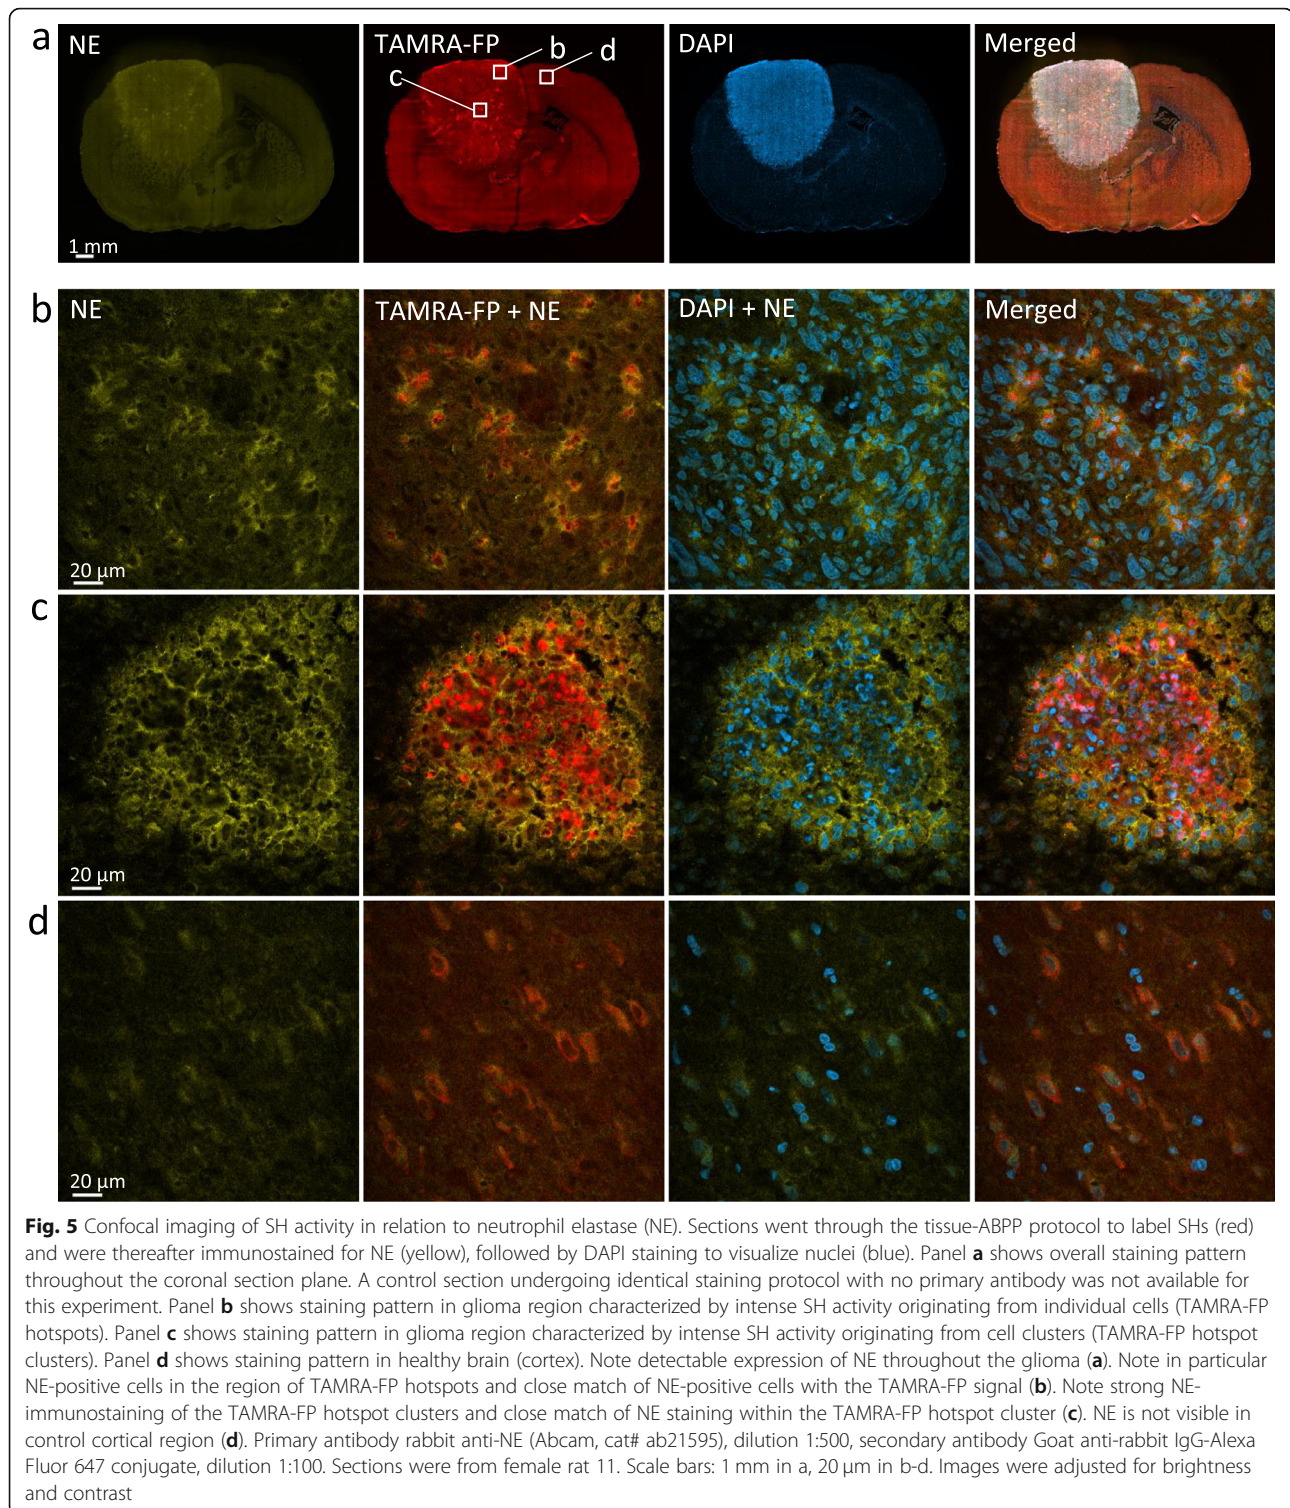 a
NE
TAMRA-FP
b
d
c
DAPI
Merged
1 mm
b
NE
TAMRA-FP + NE
DAPI + NE
Merged
20 µm
c
20 µm
d
20 µm
Fig. 5 Confocal imaging of SH activity in relation to neutrophil elastase (NE). Sections went through the tissue-ABPP protocol to label SHs (red)
and were thereafter immunostained for NE (yellow), followed by DAPI staining to visualize nuclei (blue). Panel a shows overall staining pattern
throughout the coronal section plane. A control section undergoing identical staining protocol with no primary antibody was not available for
this experiment. Panel b shows staining pattern in glioma region characterized by intense SH activity originating from individual cells (TAMRA-FP
hotspots). Panel c shows staining pattern in glioma region characterized by intense SH activity originating from cell clusters (TAMRA-FP hotspot
clusters). Panel d shows staining pattern in healthy brain (cortex). Note detectable expression of NE throughout the glioma (a). Note in particular
NE-positive cells in the region of TAMRA-FP hotspots and close match of NE-positive cells with the TAMRA-FP signal (b). Note strong NE-
immunostaining of the TAMRA-FP hotspot clusters and close match of NE staining within the TAMRA-FP hotspot cluster (c). NE is not visible in
control cortical region (d). Primary antibody rabbit anti-NE (Abcam, cat# ab21595), dilution 1:500, secondary antibody Goat anti-rabbit IgG-Alexa
Fluor 647 conjugate, dilution 1:100. Sections were from female rat 11. Scale bars: 1 mm in a, 20 µm in b-d. Images were adjusted for brightness
and contrast